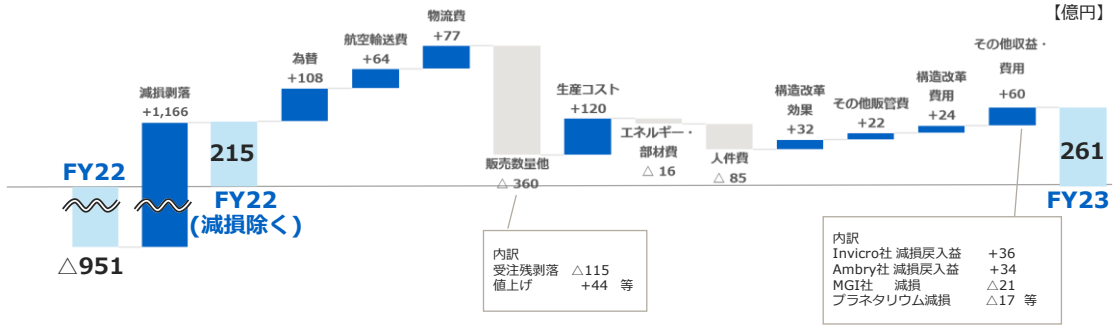 【億円】
物流費
+77
航空輸送費
+64
為替
+108
減損剥落
+1,166
その他収益・
費用
+60
構造改革
費用
+24
その他販管費
+22
構造改革
効果
+32
生産コスト
+120
エネルギー・
部材費
△ 16
人件費
△ 85
販売数量他
△ 360
215
261
FY22
FY22
(減損除く)
FY23
△951
内訳
受注残剥落 △115
値上げ +44 等
内訳
Invicro社 減損戻入益 +36
Ambry社 減損戻入益 +34
MGI社 減損 △21
プラネタリウム減損 △17 等